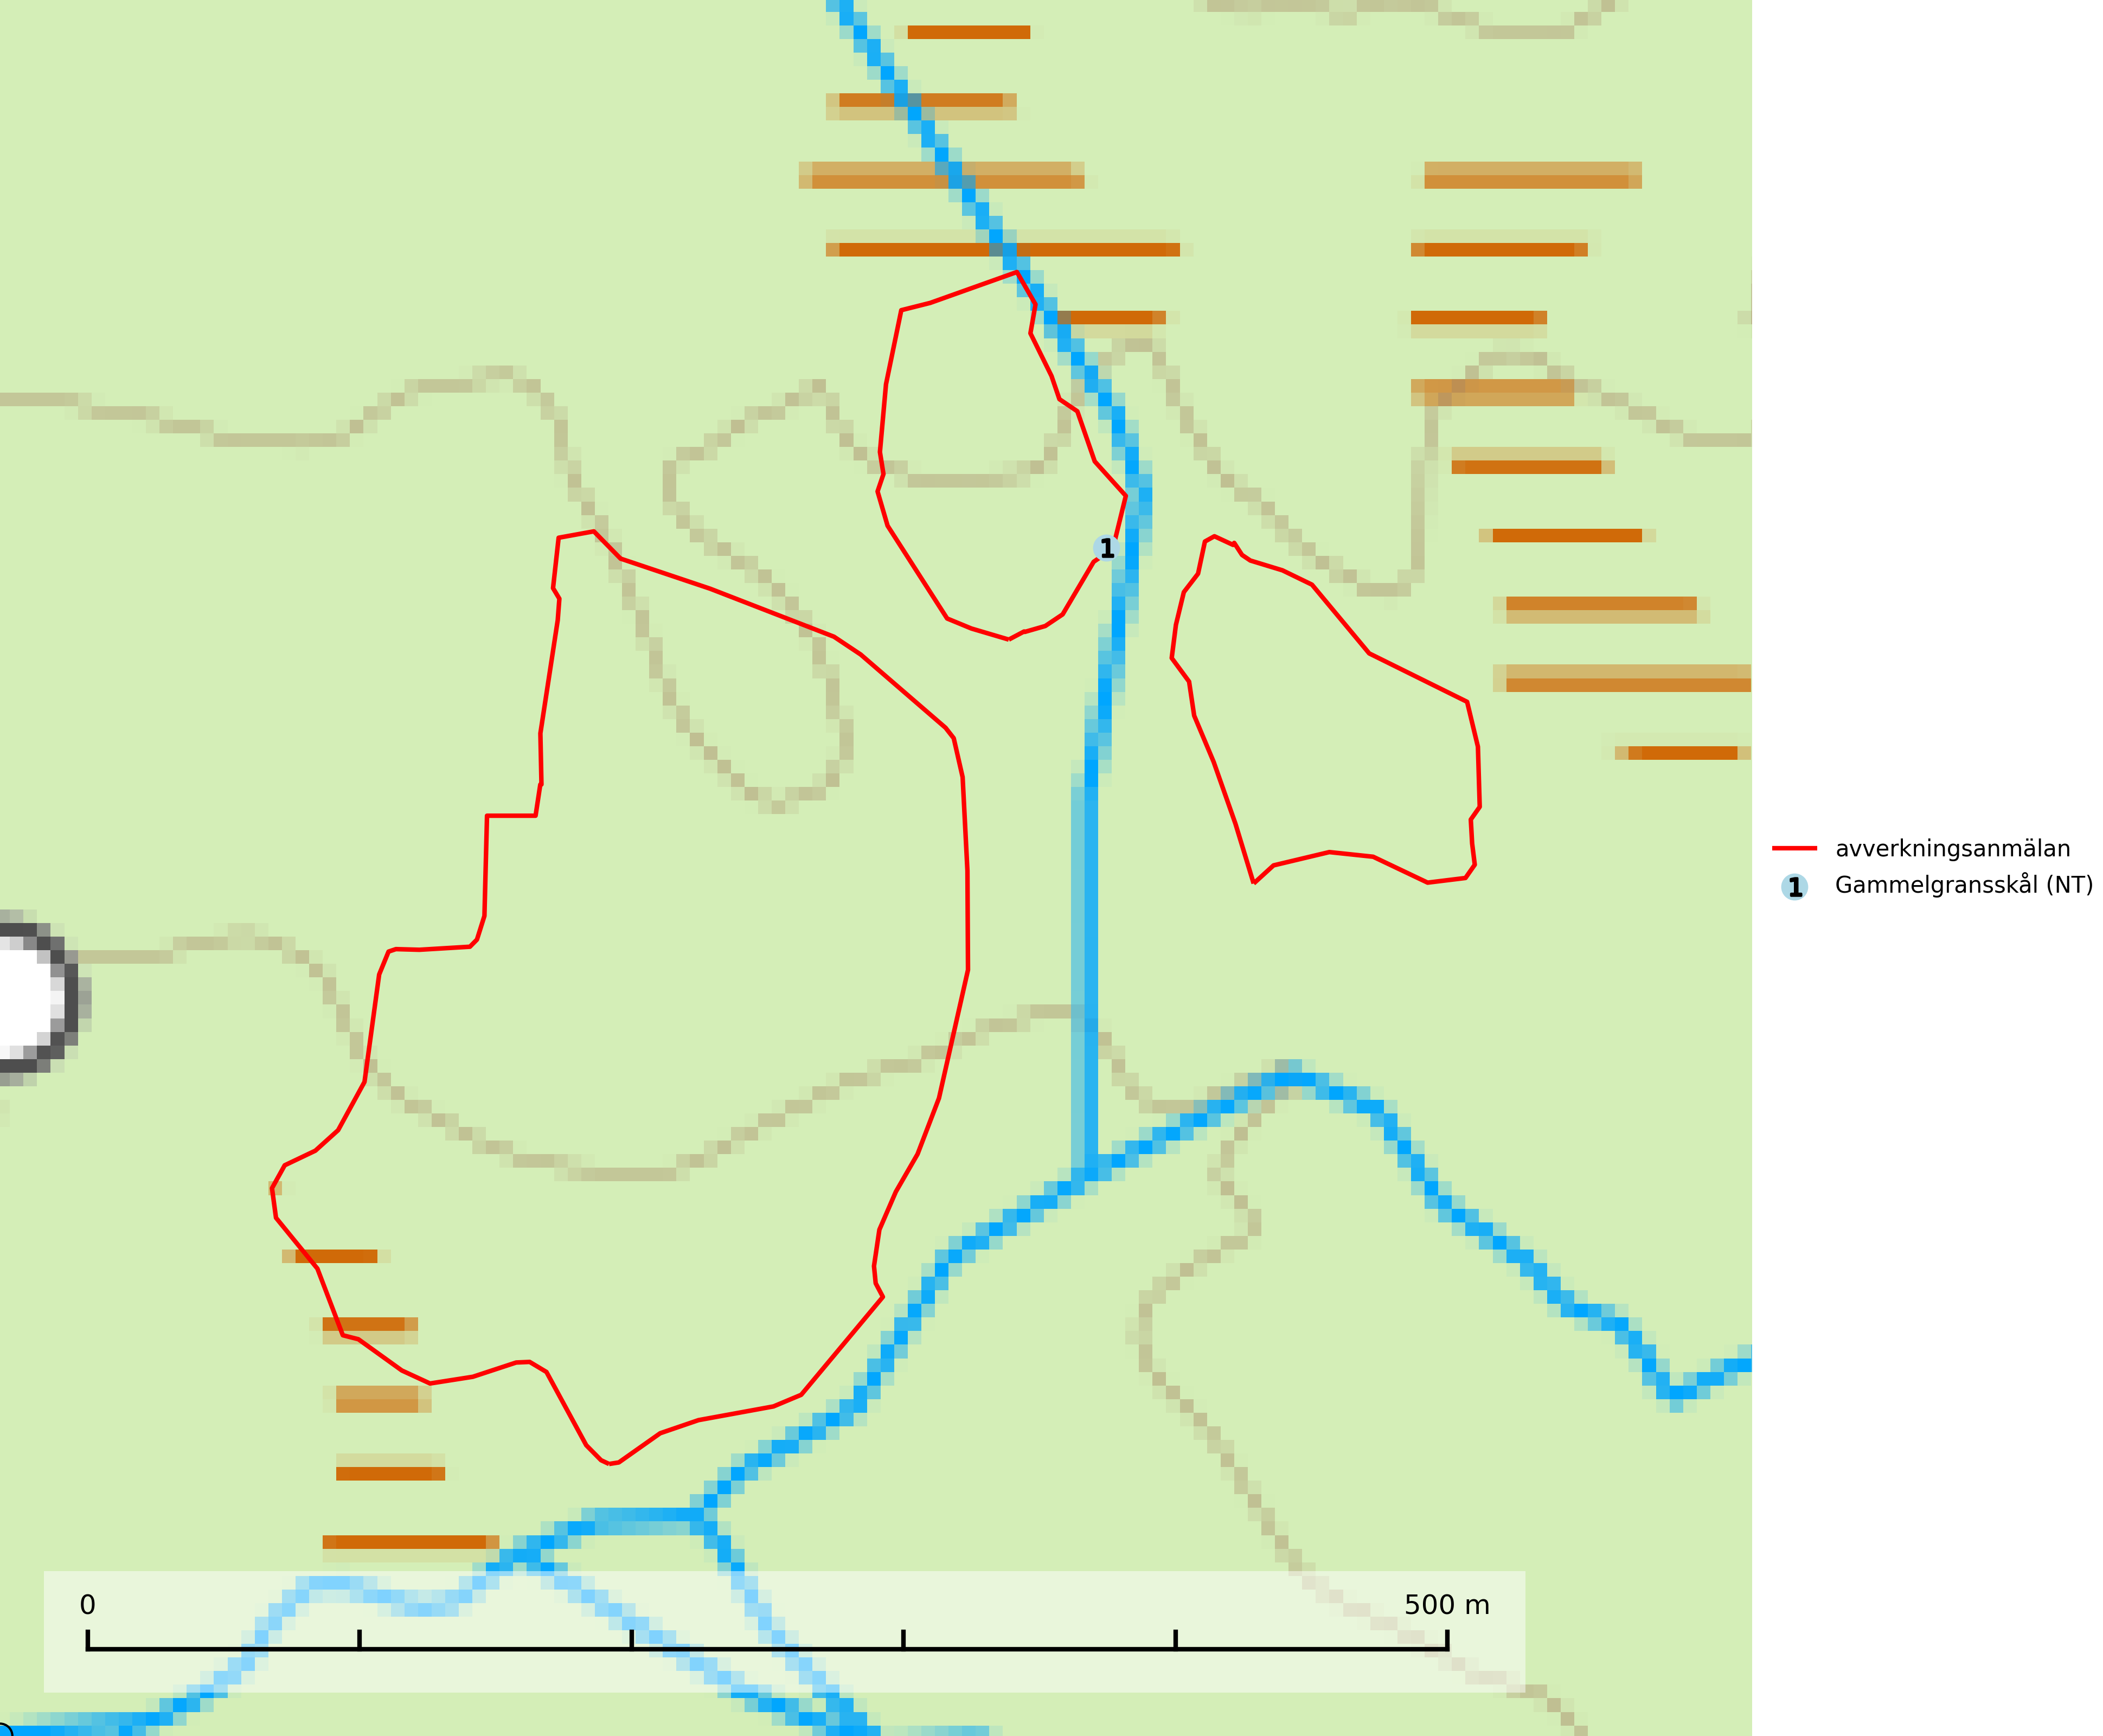 1
avverkningsanmälan
1 Gammelgransskål (NT)
0 500 m